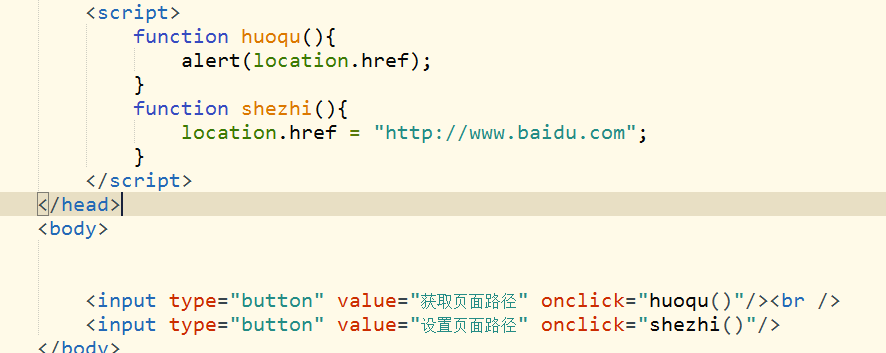 <script>
function huoqu(){
alert(location.href);
}
function shezhi(){
location.href = "http://www.baidu.com";
}
</script>
</head>
<body>
<input type="button" value="获取页面路径" onclick="huoqu()"/><br />
<input type="button" value="设置页面路径" onclick="shezhi()"/>
</body>